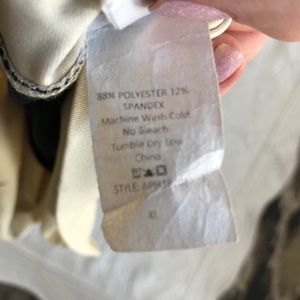 88% POLYESTER 12%
SPANDEX
Machine Wash Cold
No Bleach
Tumble Dry Low
China
STYLE:
XL